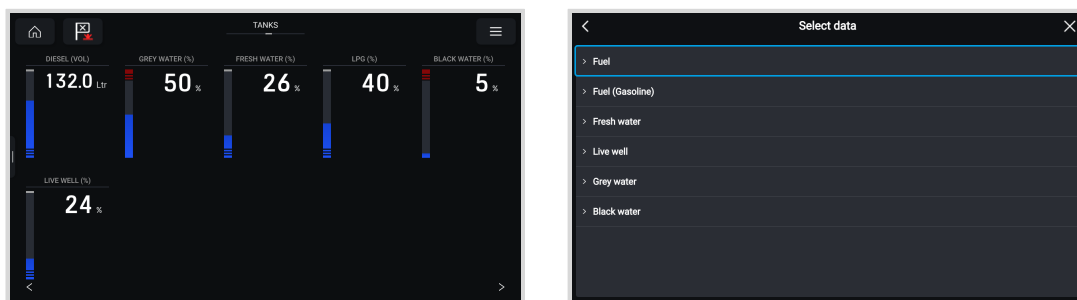 TANKS
DIESEL (VOL)
132.0 Ltr
GREY WATER (%)
50 %
FRESH WATER (%)
26 %
LPG (%)
40 %
BLACK WATER (%)
5 %
LIVE WELL (%)
24 %
Select data
Fuel
Fuel (Gasoline)
Fresh water
Live well
Grey water
Black water